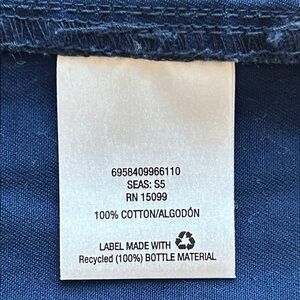 6958409966110
SEAS: S5
RN 15099
100% COTTON/ALGODÓN
LABEL MADE WITH
Recycled (100%) BOTTLE MATERIAL